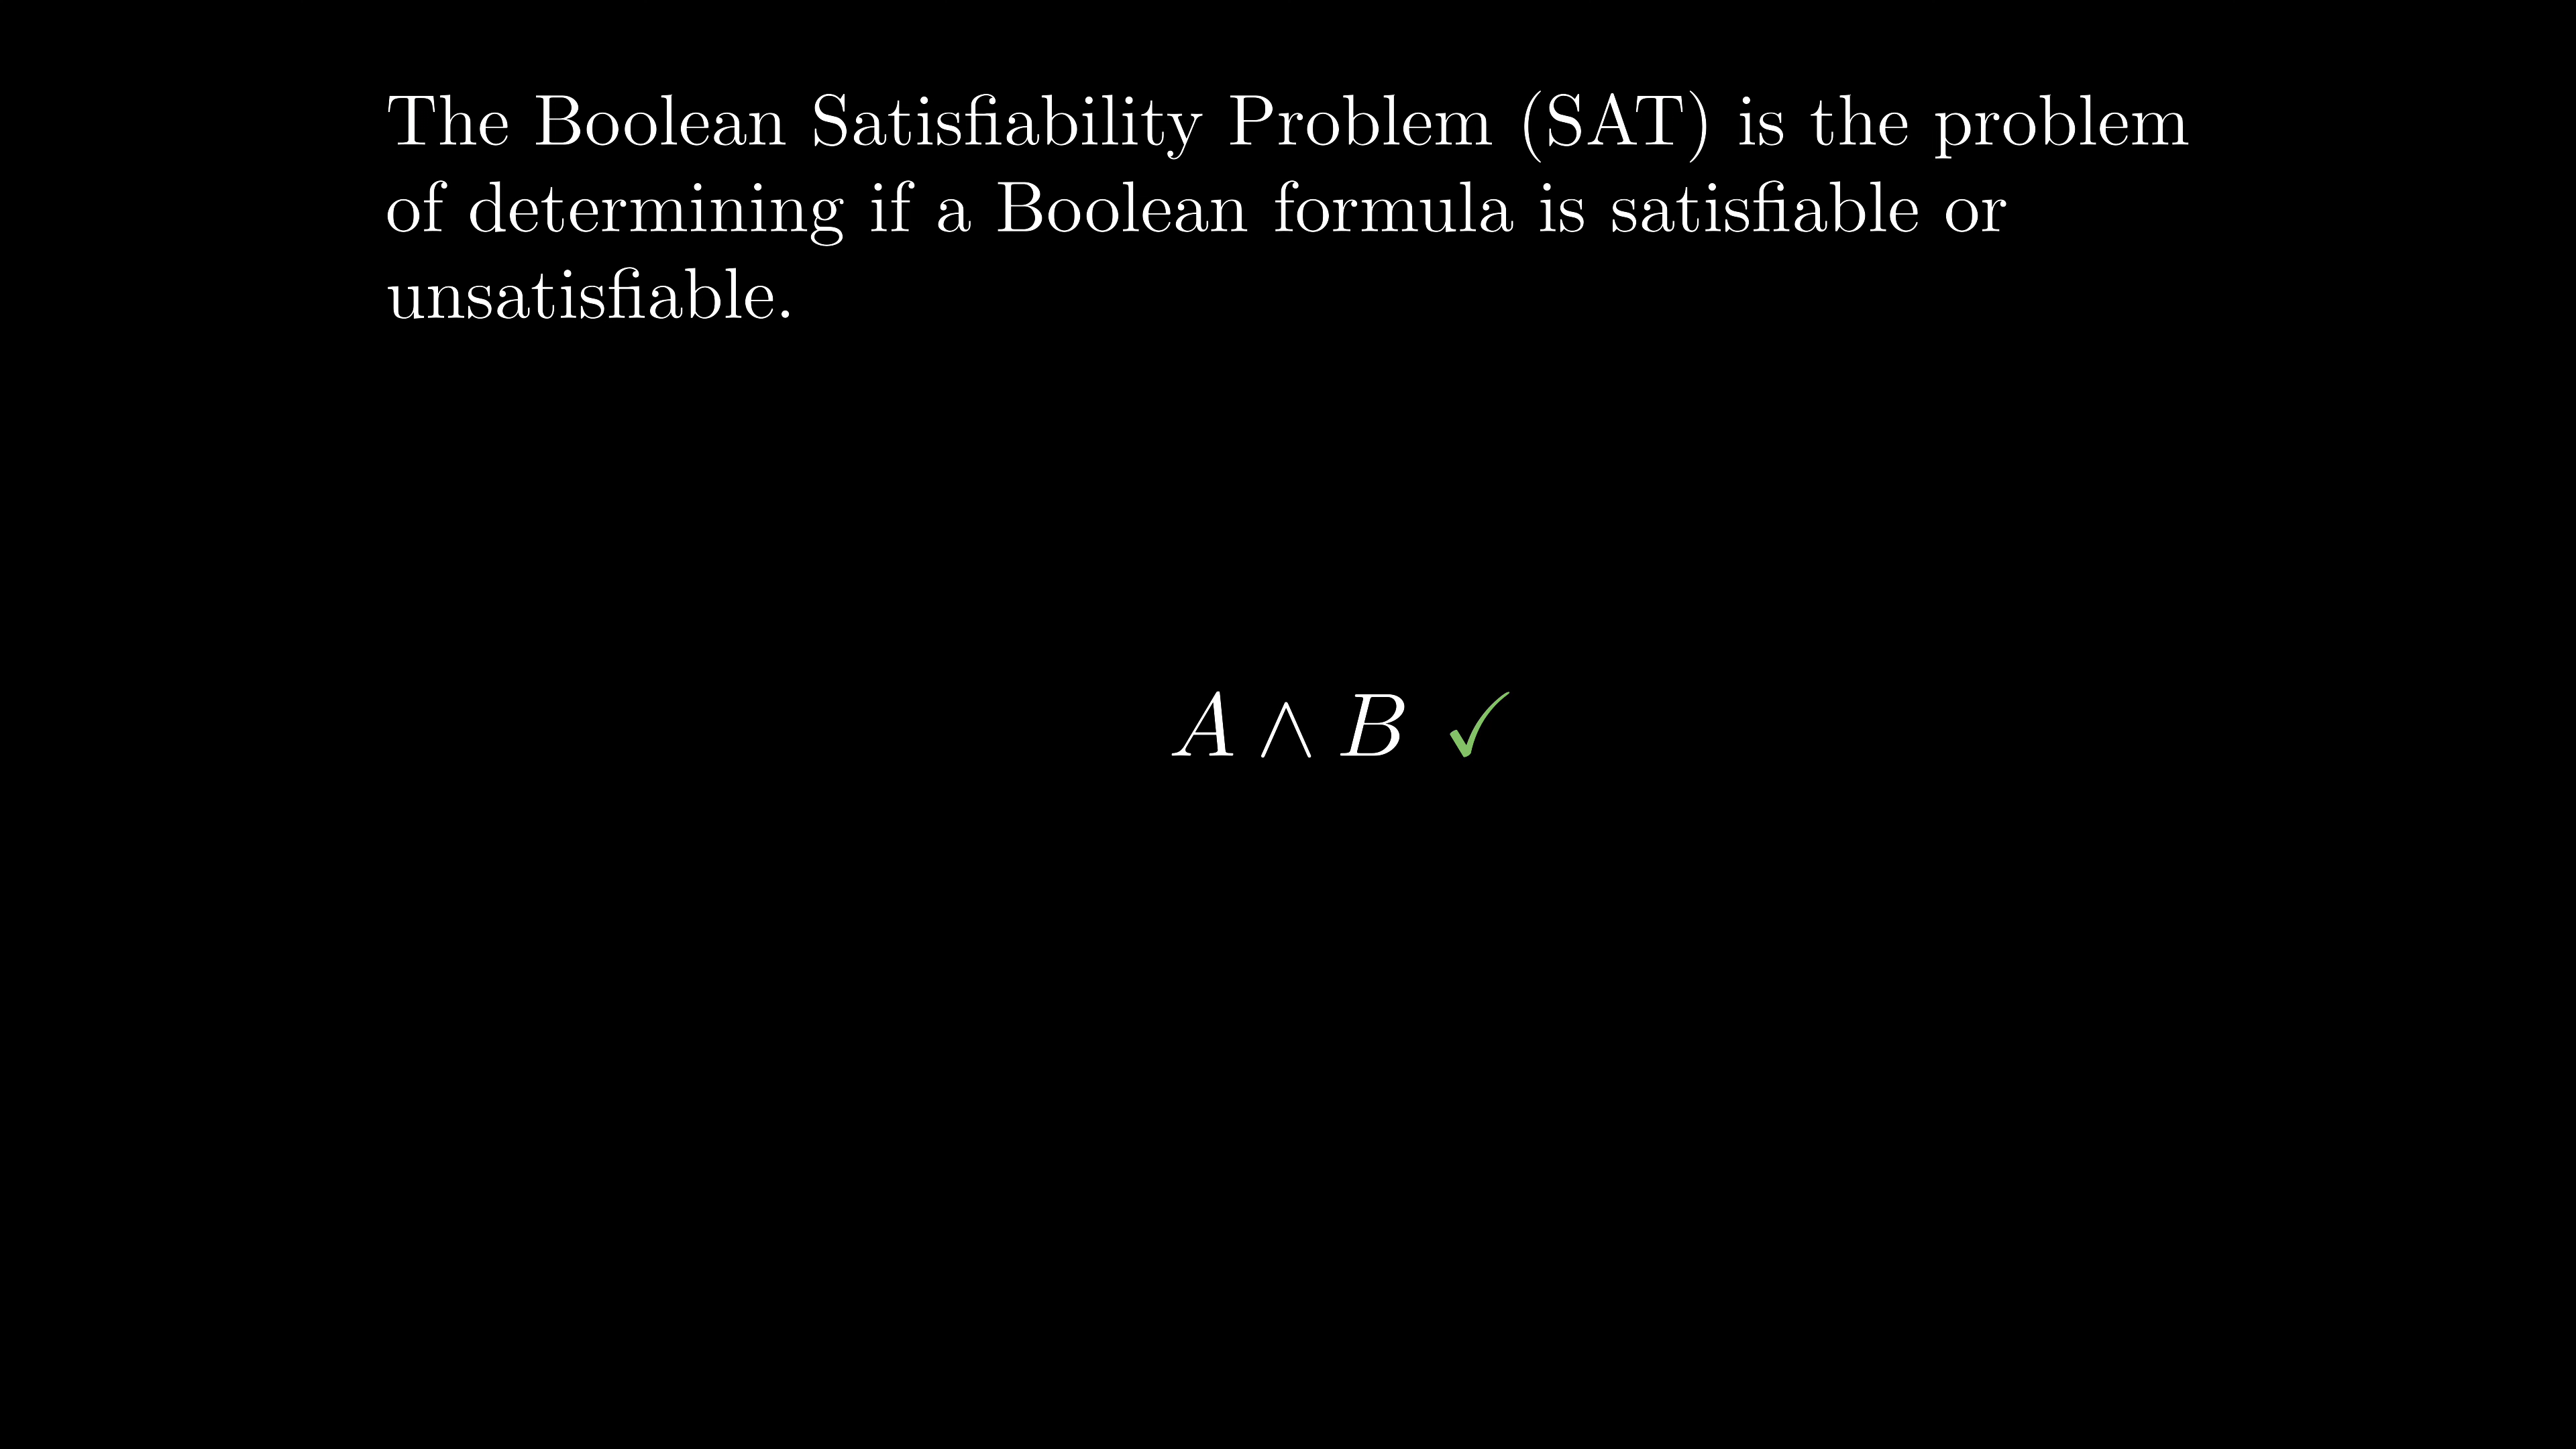 The Boolean Satisfiability Problem (SAT) is the problem
of determining if a Boolean formula is satisfiable or
unsatisfiable.
A ∧ B ✓